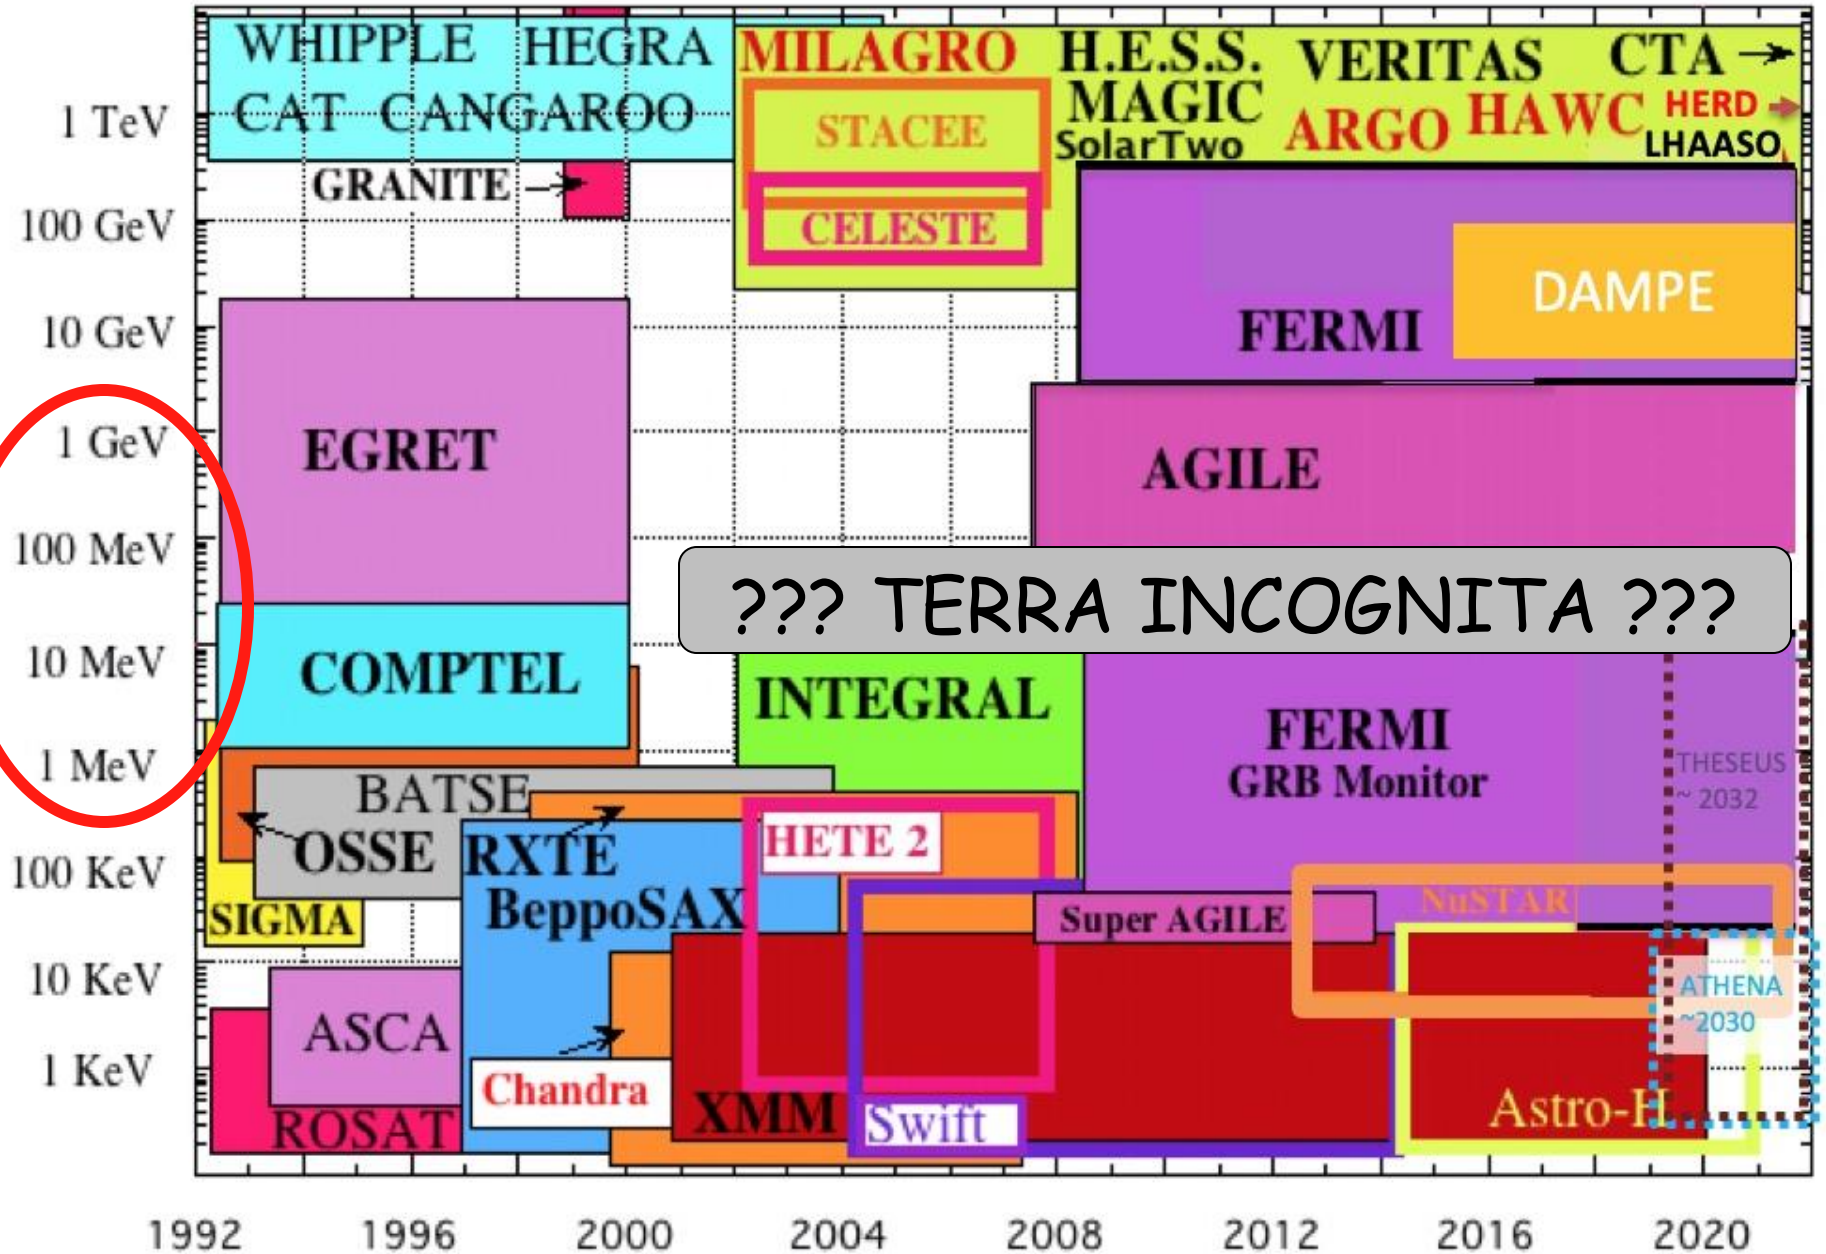 WHIPPLE HEGRA MILAGRO H.E.S.S. VERITAS CTA
CAT CANGAROO STACEE MAGIC ARGO HAWC HERD
SolarTwo LHAASO
1 TeV
GRANITE
CELESTE
100 GeV
DAMPE
10 GeV
FERMI
1 GeV
EGRET
AGILE
100 MeV
??? TERRA INCOGNITA ???
10 MeV
COMPTEL
INTEGRAL
FERMI
GRB Monitor
1 MeV
THESEUS
~ 2032
BATSE
OSSE
RXTE
HETE 2
100 KeV
BeppoSAX
SIGMA
Super AGILE
NuSTAR
10 KeV
ATHENA
~2030
ASCA
1 KeV
Chandra
ROSAT
XMM
Swift
Astro-H
1992 1996 2000 2004 2008 2012 2016 2020